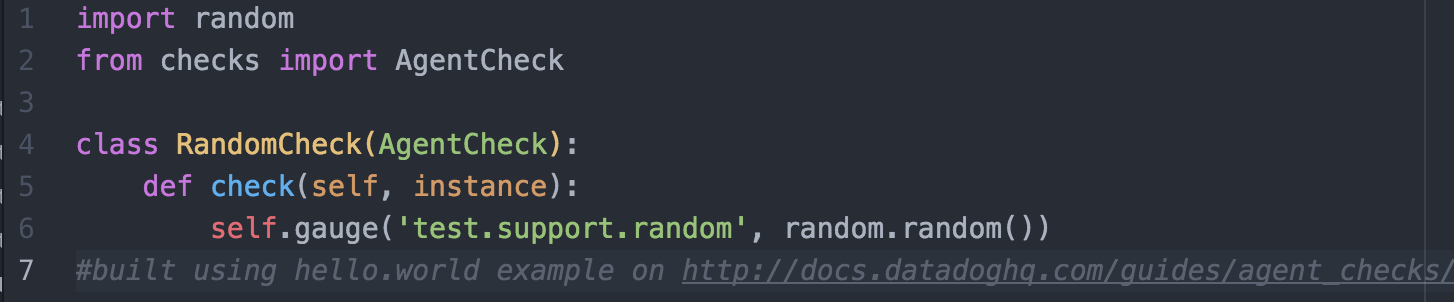 1 import random
2 from checks import AgentCheck
3
4 class RandomCheck(AgentCheck):
5     def check(self, instance):
6         self.gauge('test.support.random', random.random())
7 #built using hello.world example on http://docs.datadoghq.com/guides/agent_checks/